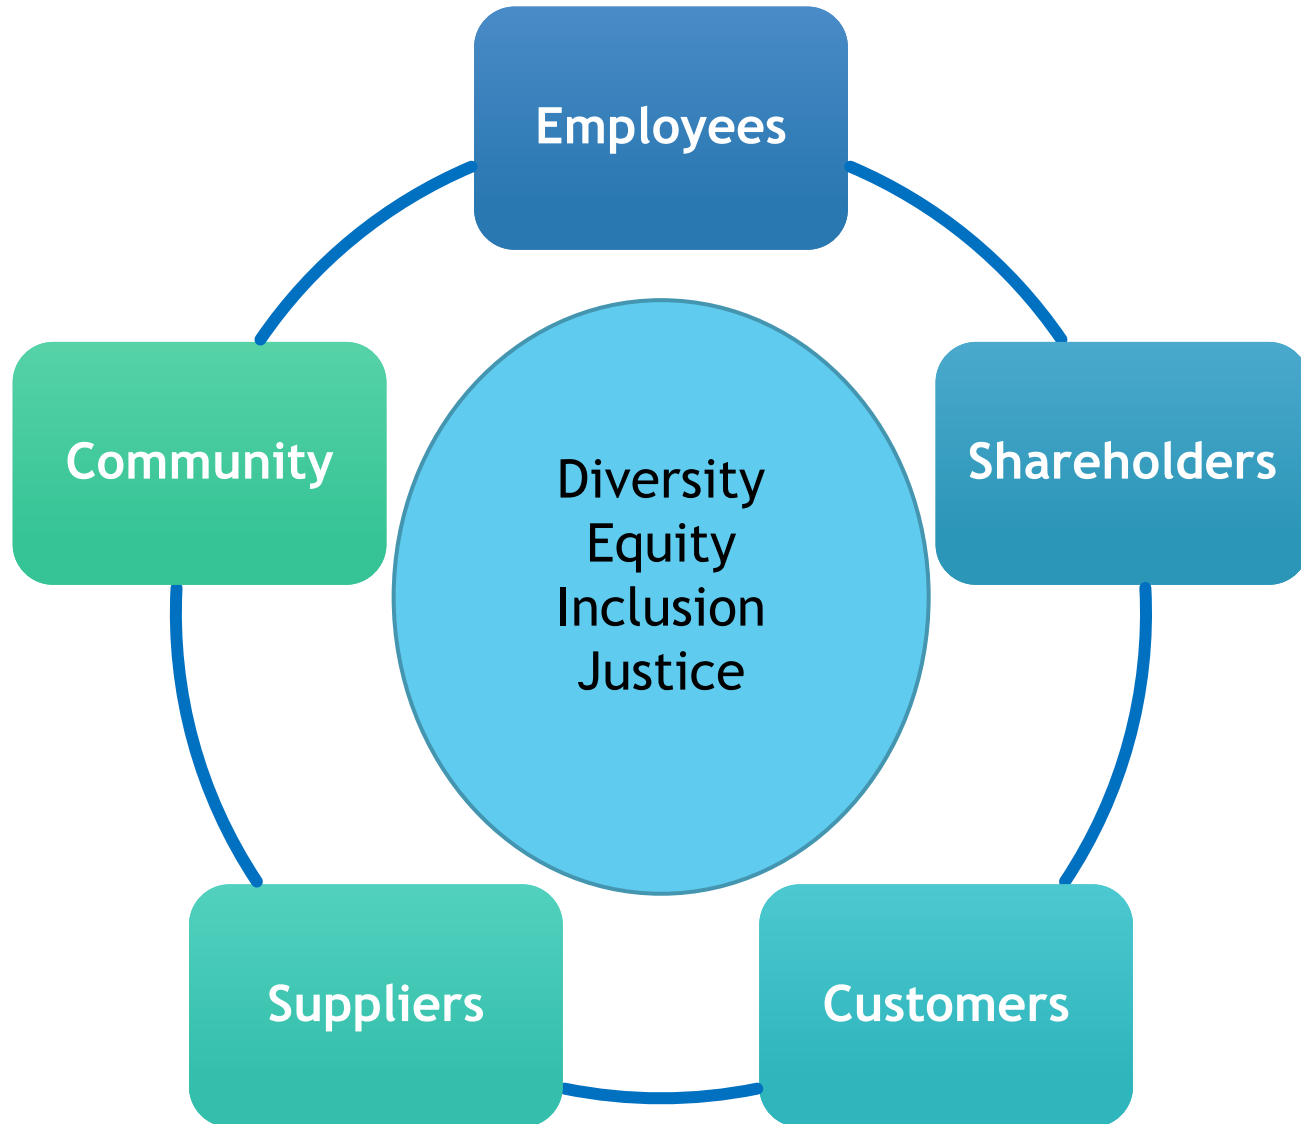 Employees
Community
Shareholders
Diversity
Equity
Inclusion
Justice
Suppliers
Customers